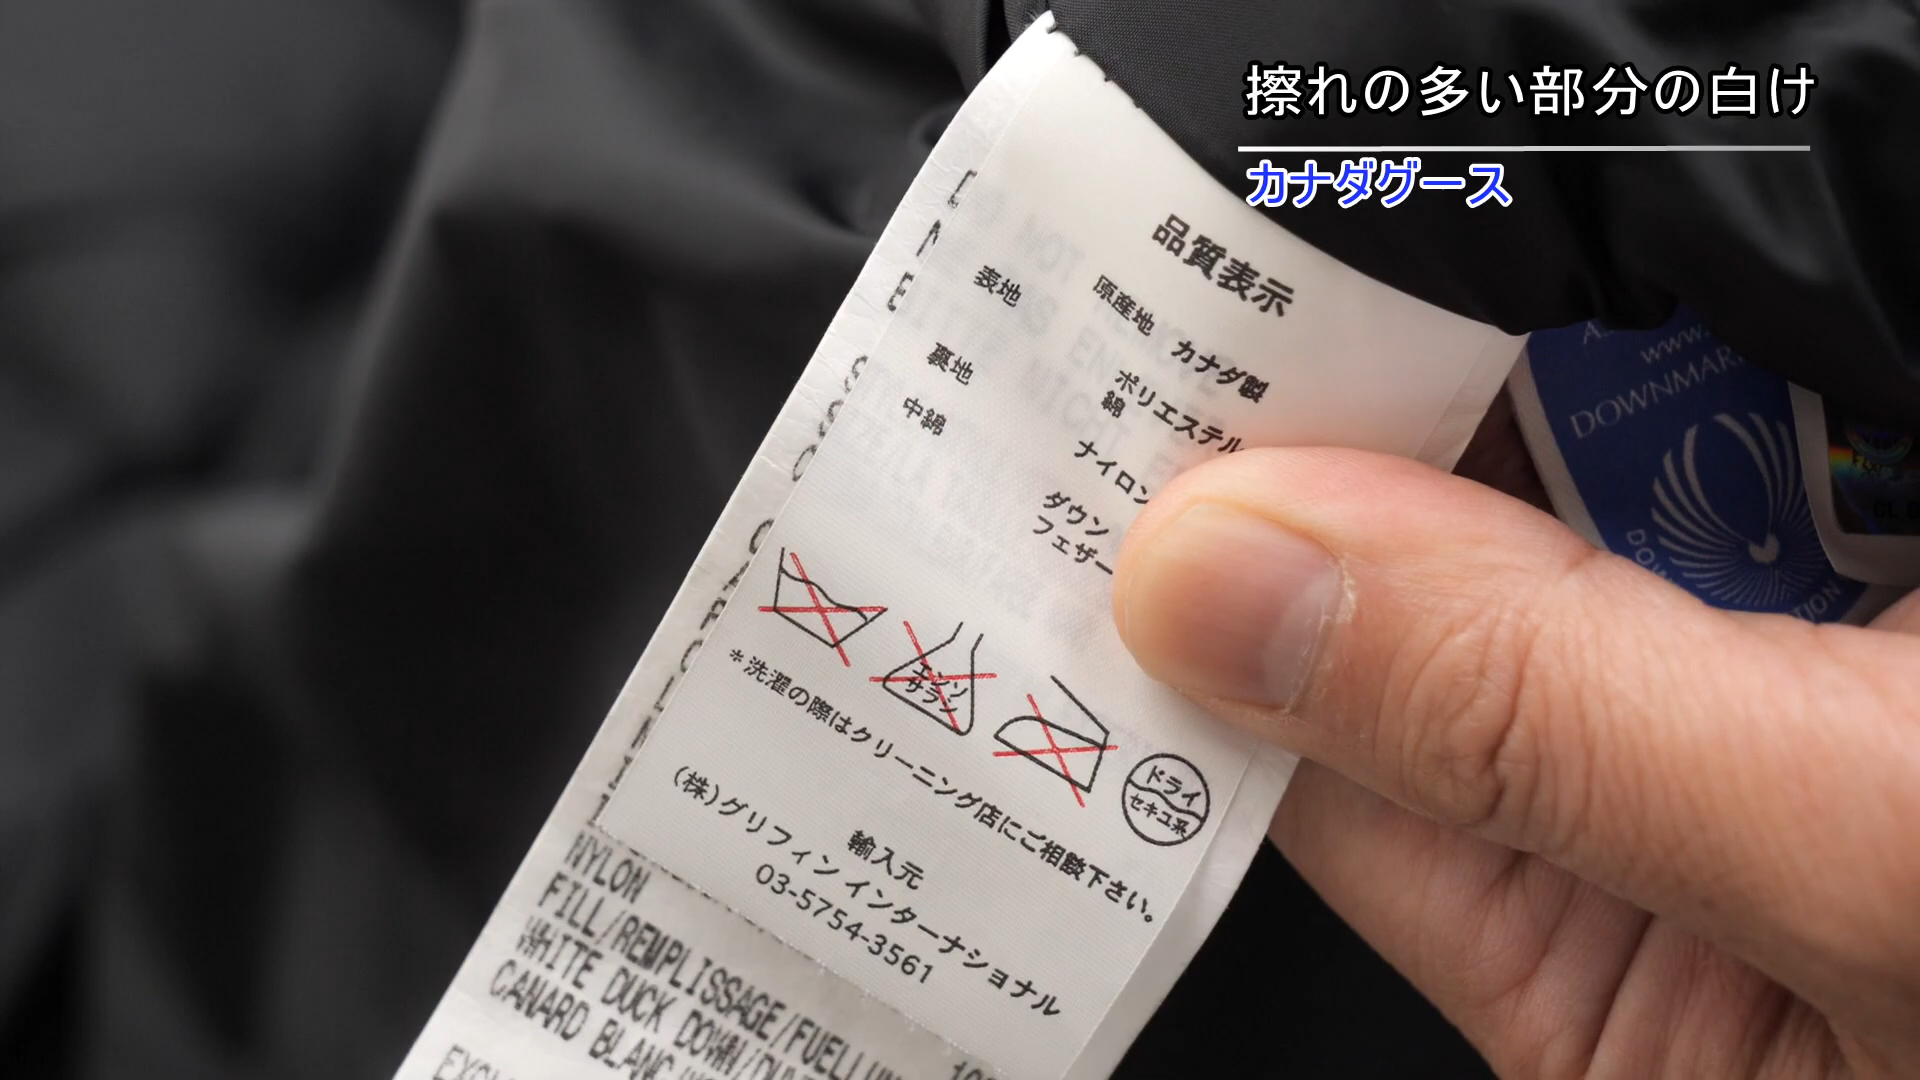 擦れの多い部分の白け
カナダグース
品質表示
原産地 カナダ製
表地 ポリエステル
綿
裏地 ナイロン
中綿 ダウン
フェザー
エンソ
サラシ
ドライ
セキユ系
*洗濯の際はクリーニング店にご相談下さい。
輸入元
(株)グリフィン インターナショナル
03-5754-3561
NYLON
FILL/REMPLISSAGE/
WHITE DUCK DOWN/
CANARD BLANC
www.
DOWNMAR